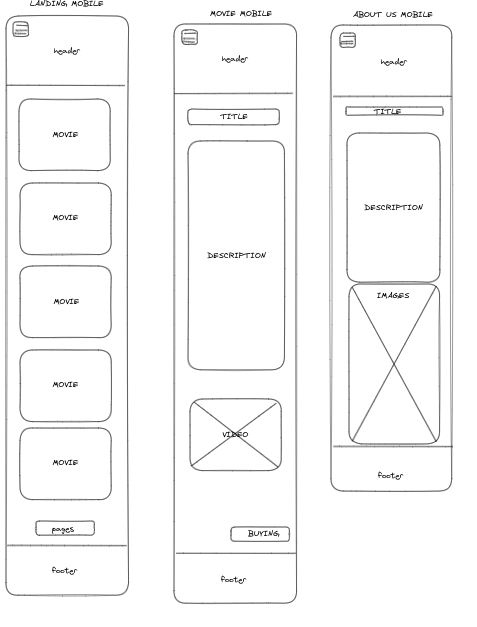 LANDING MOBILE
header
MOVIE
MOVIE
MOVIE
MOVIE
MOVIE
pages
footer
MOVIE MOBILE
header
TITLE
DESCRIPTION
VIDEO
BUYING
footer
ABOUT US MOBILE
header
TITLE
DESCRIPTION
IMAGES
footer